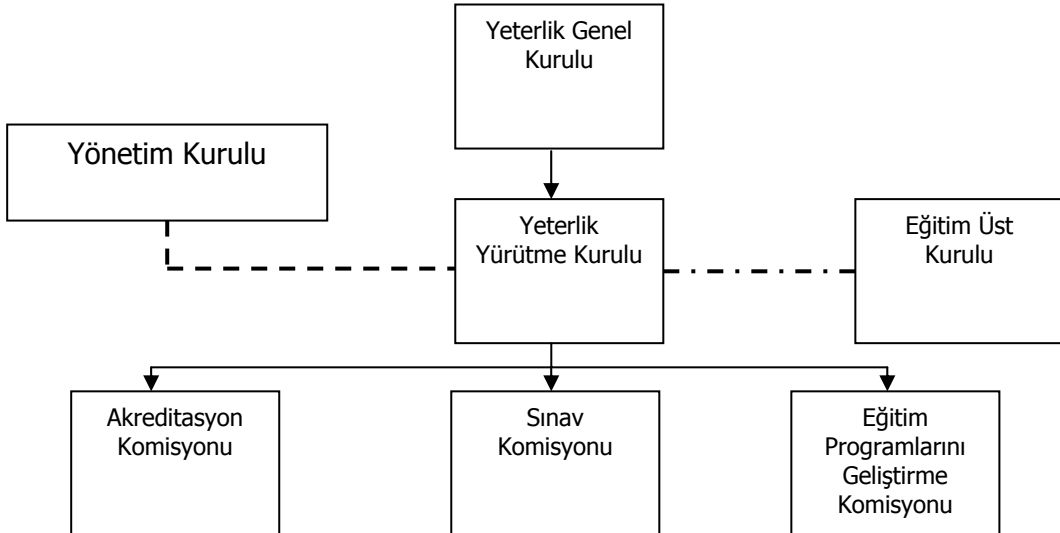 Yeterlik Genel
Kurulu
Yönetim Kurulu
Yeterlik
Yürütme Kurulu
Eğitim Üst
Kurulu
Akreditasyon
Komisyonu
Sınav
Komisyonu
Eğitim
Programlarını
Geliştirme
Komisyonu